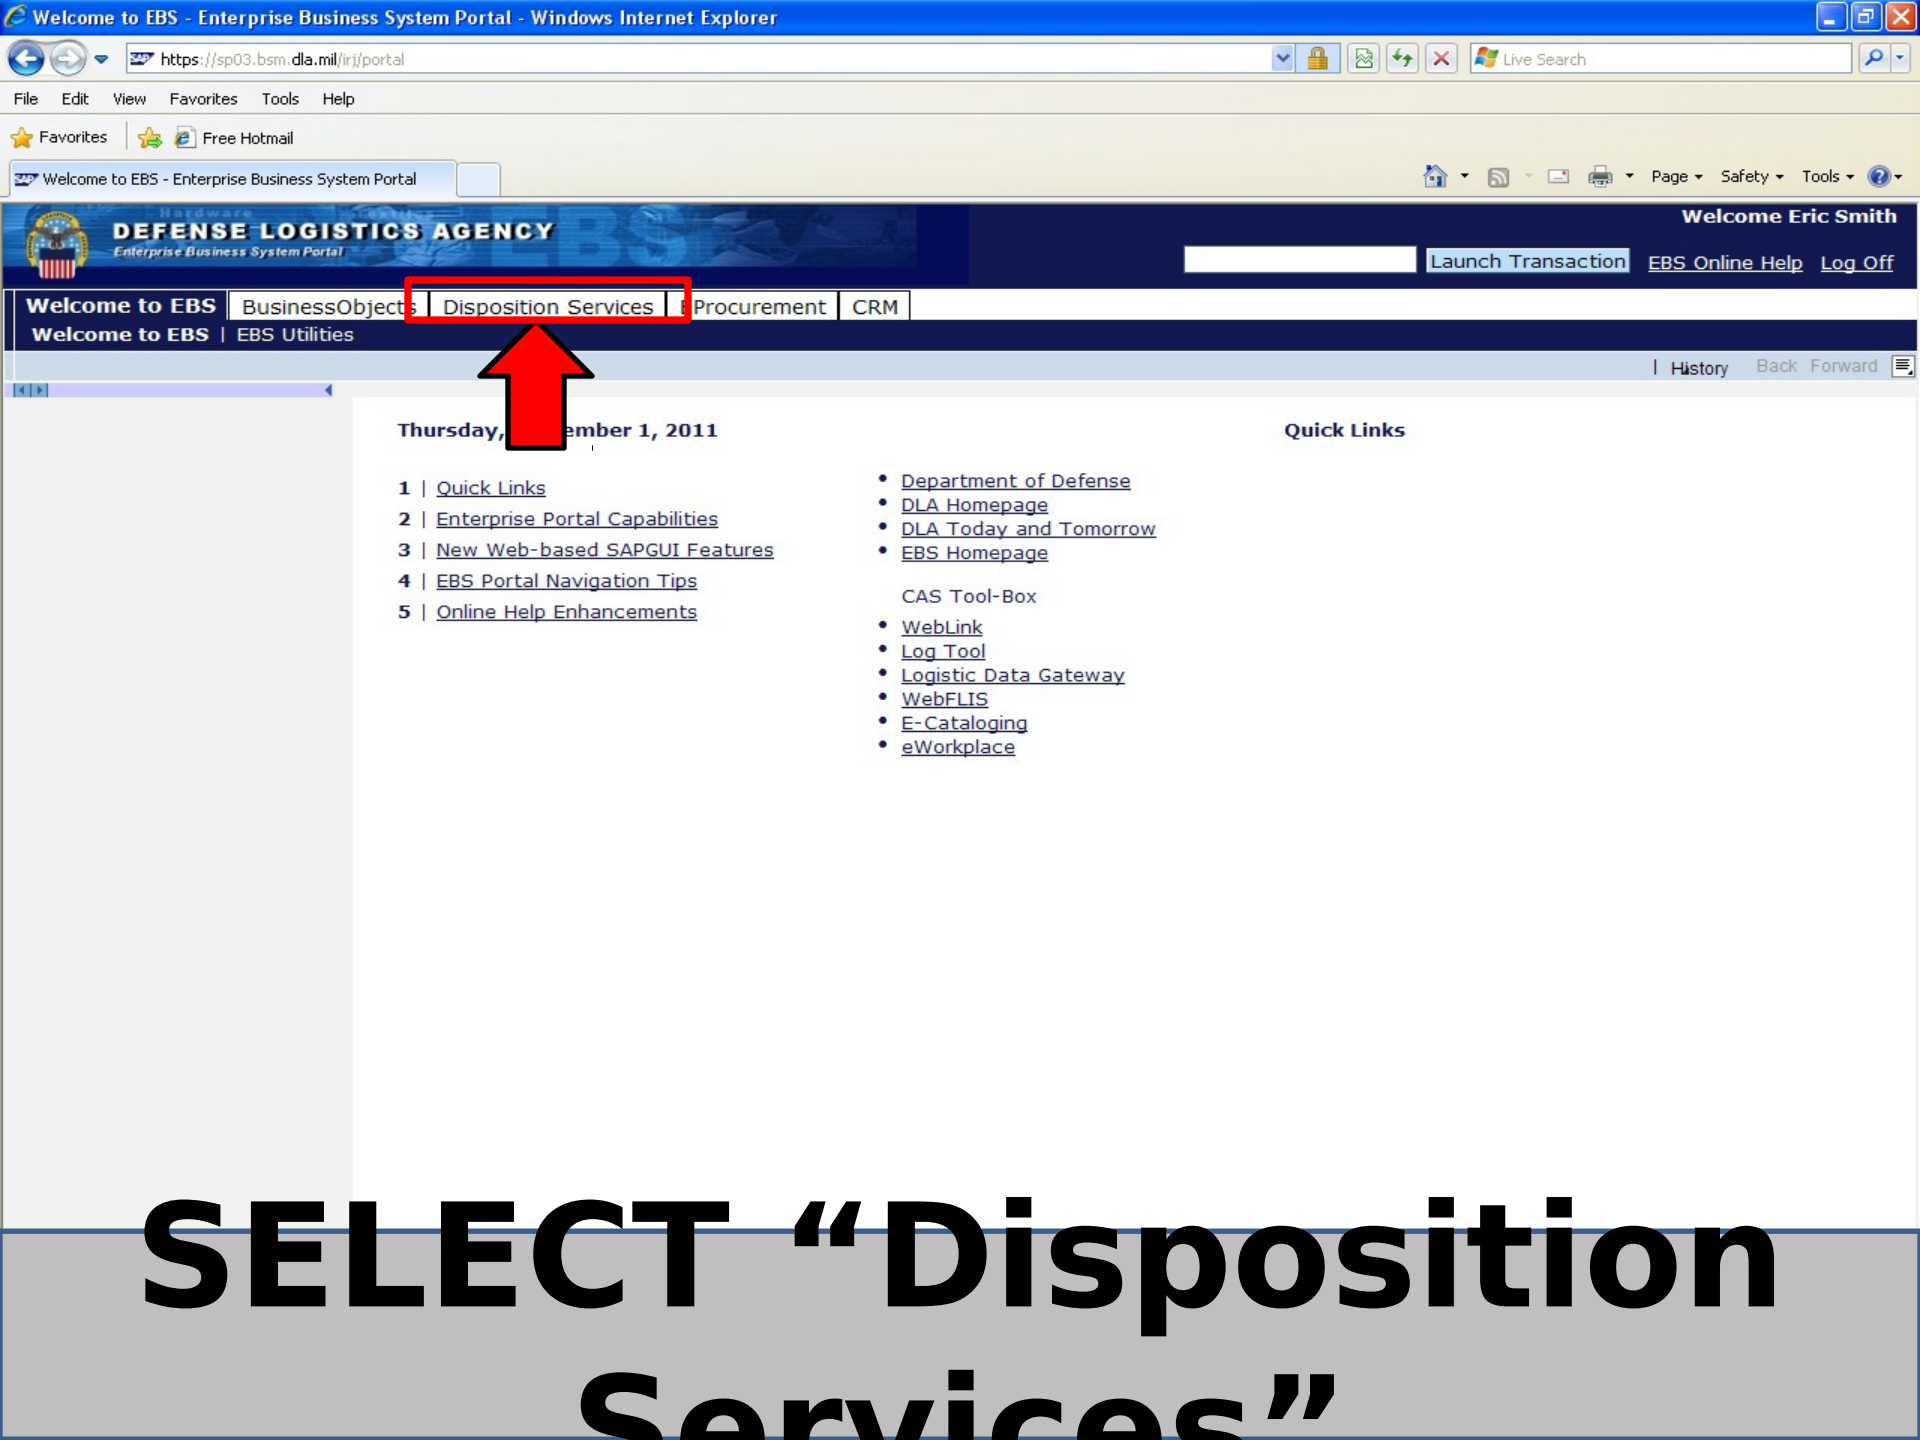 Welcome to EBS - Enterprise Business System Portal - Windows Internet Explorer
https://sp03.bsm.dla.mil/irj/portal
Live Search
File Edit View Favorites Tools Help
Favorites Free Hotmail
Welcome to EBS - Enterprise Business System Portal
Page Safety Tools
Hardware
DEFENSE LOGISTICS AGENCY
Enterprise Business System Portal
EBS
Welcome Eric Smith
Launch Transaction EBS Online Help Log Off
Welcome to EBS BusinessObjects Disposition Services Procurement CRM
Welcome to EBS | EBS Utilities
| History Back Forward
Thursday, ember 1, 2011
1 | Quick Links
2 | Enterprise Portal Capabilities
3 | New Web-based SAPGUI Features
4 | EBS Portal Navigation Tips
5 | Online Help Enhancements
• Department of Defense
• DLA Homepage
• DLA Today and Tomorrow
• EBS Homepage
CAS Tool-Box
• WebLink
• Log Tool
• Logistic Data Gateway
• WebFLIS
• E-Cataloging
• eWorkplace
Quick Links
SELECT “Disposition
Services”